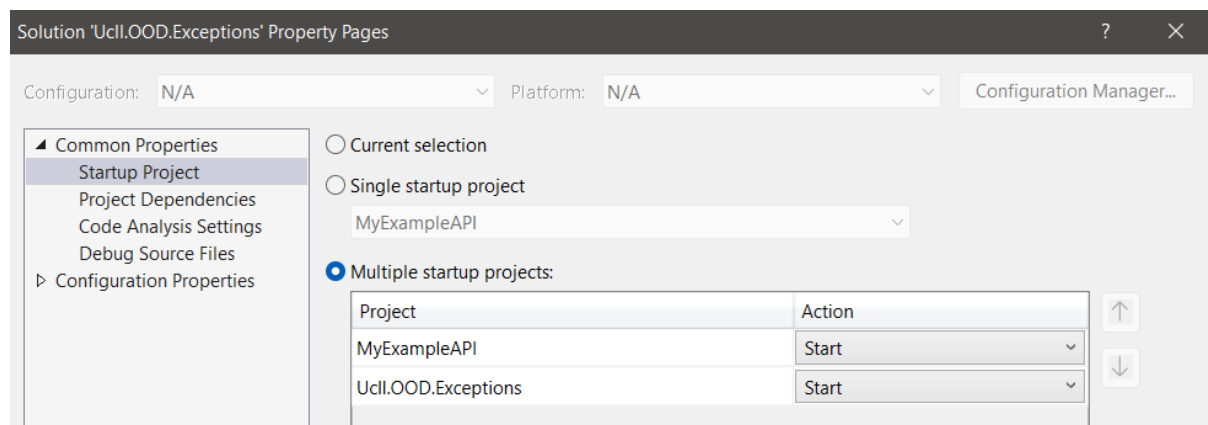 Solution 'Ucll.OOD.Exceptions' Property Pages ?
Configuration: N/A Platform: N/A Configuration Manager...
Common Properties
Startup Project
Project Dependencies
Code Analysis Settings
Debug Source Files
Configuration Properties
Current selection
Single startup project
MyExampleAPI
Multiple startup projects:
Project Action
MyExampleAPI Start
Ucll.OOD.Exceptions Start